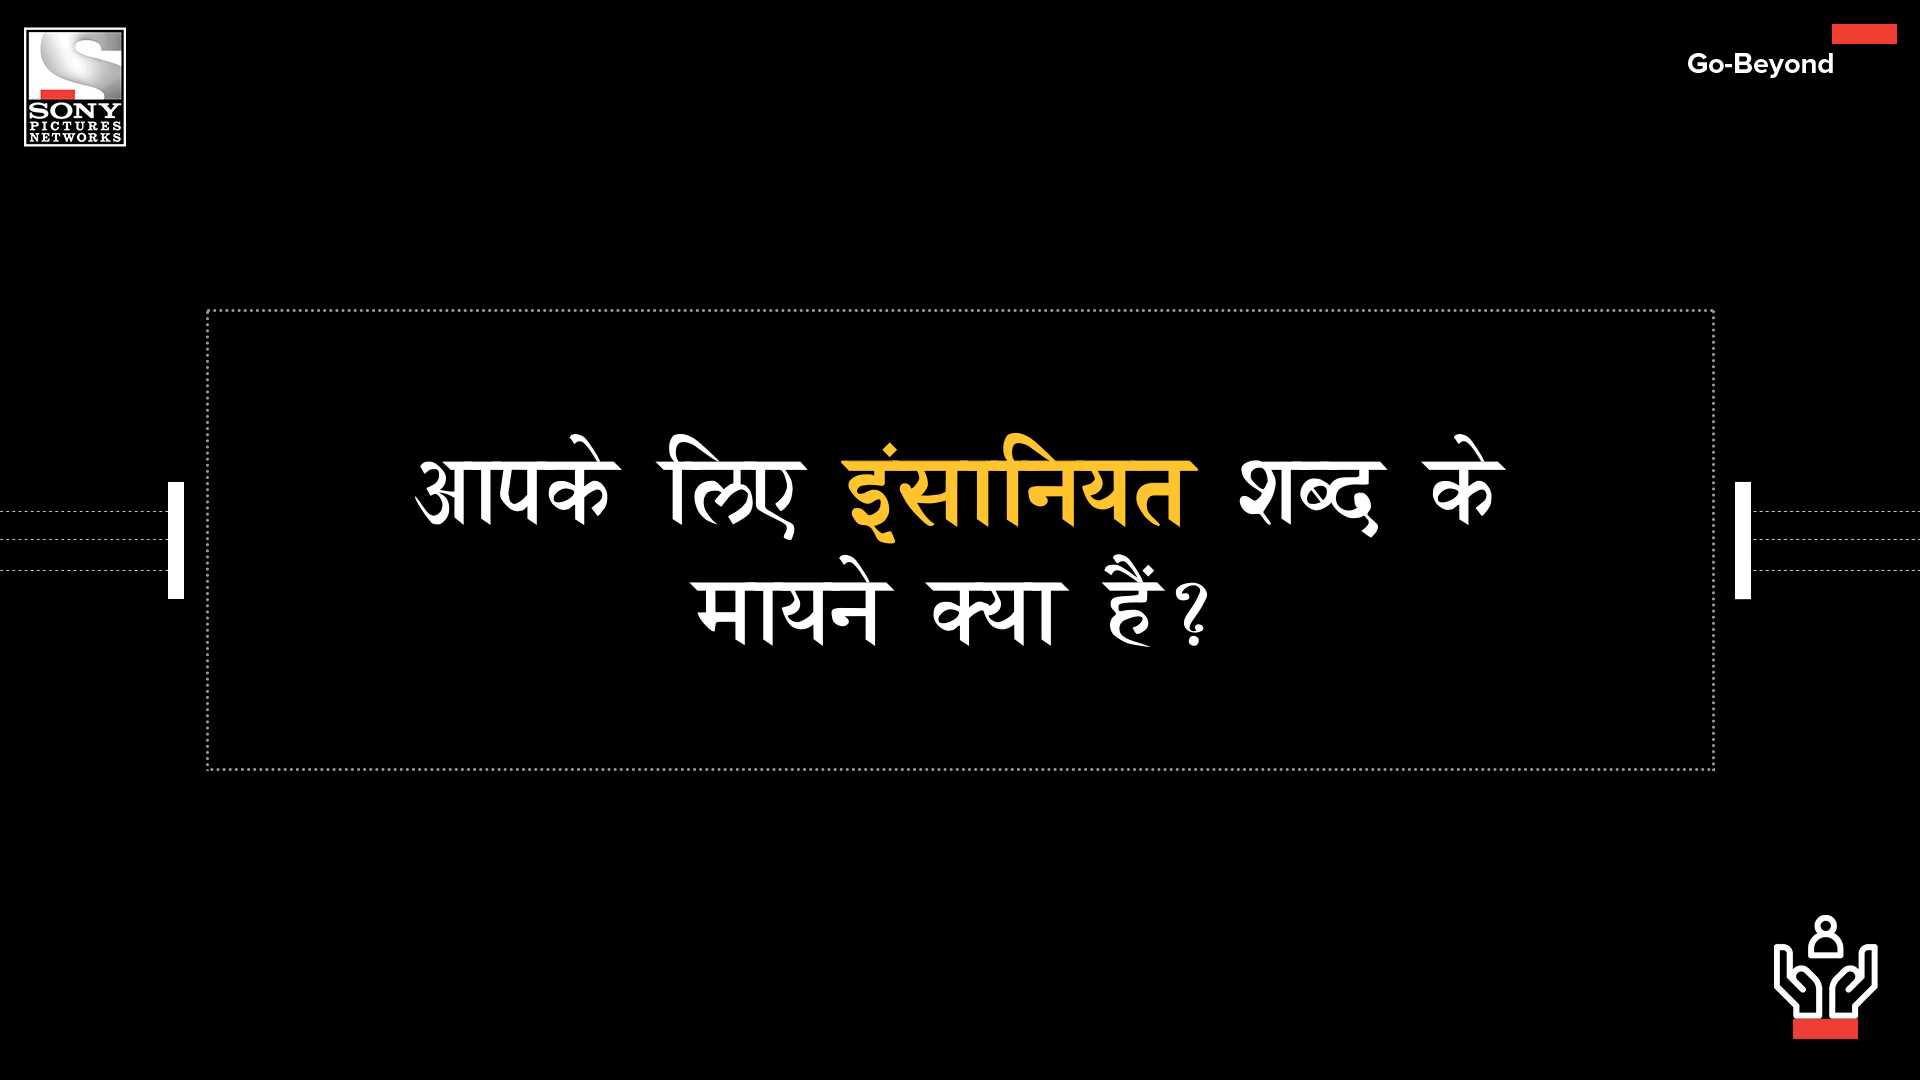 SONY
PICTURES
NETWORKS
Go-Beyond
आपके लिए इंसानियत शब्द के
मायने क्या हैं?